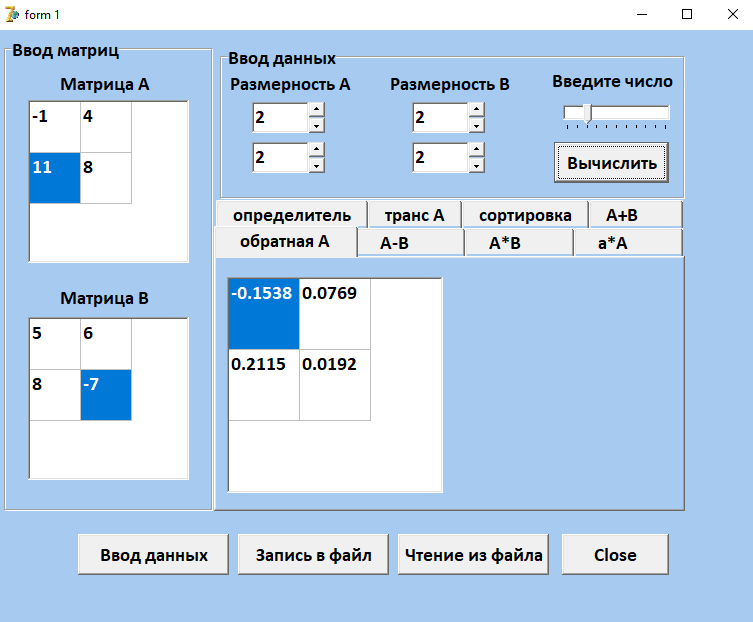 form 1
Ввод матриц
Матрица А
-1 4
11 8
Матрица В
5 6
8 -7
Ввод данных
Размерность А Размерность В Введите число
2 2
2 2
Вычислить
определитель транс А сортировка А+В
обратная А А-В А*В а*А
-0.1538 0.0769
0.2115 0.0192
Ввод данных Запись в файл Чтение из файла Close